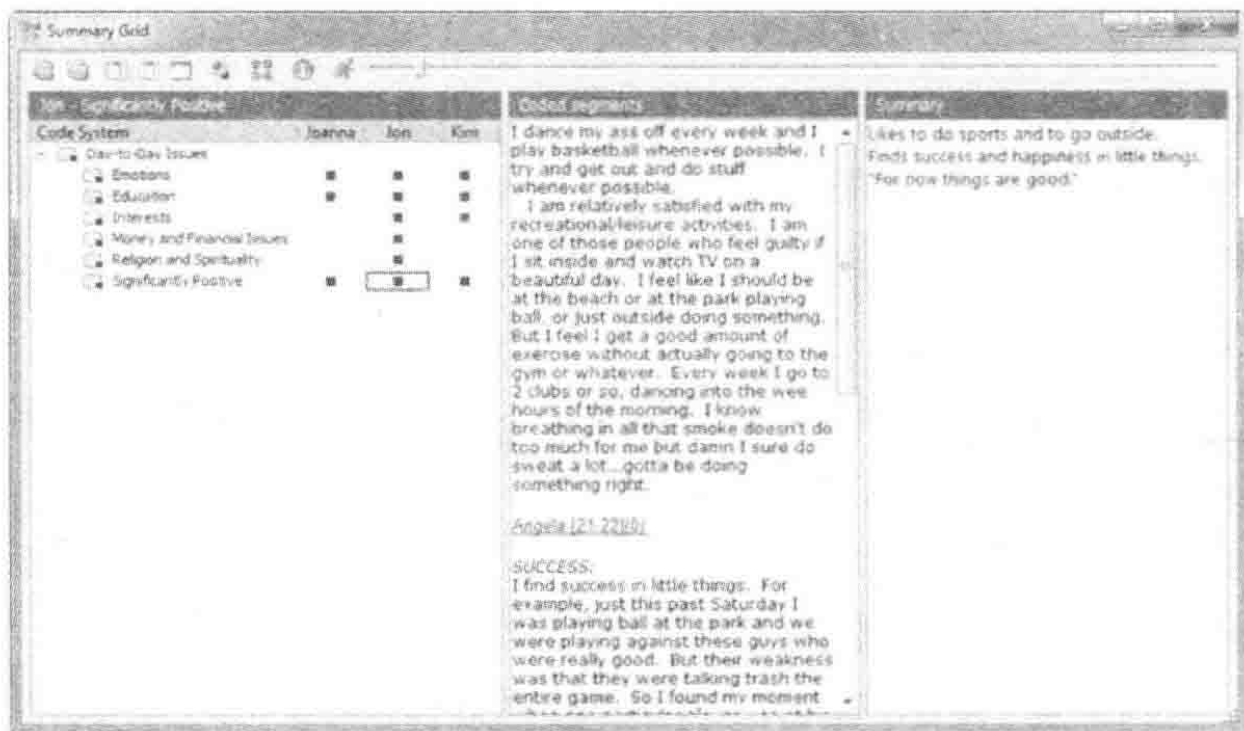 Summary Grid
Jon - Significantly Positive
Code System Joanna Jon Kim
Day-to-Day Issues
Emotions
Education
Interests
Money and Financial Issues
Religion and Spirituality
Significantly Positive
Coded segments
I dance my ass off every week and I
play basketball whenever possible. I
try and get out and do stuff
whenever possible.
I am relatively satisfied with my
recreational/leisure activities. I am
one of those people who feel guilty if
I sit inside and watch TV on a
beautiful day. I feel like I should be
at the beach or at the park playing
ball, or just outside doing something.
But I feel I get a good amount of
exercise without actually going to the
gym or whatever. Every week I go to
2 clubs or so, dancing into the wee
hours of the morning. I know
breathing in all that smoke doesn't do
too much for me but damn I sure do
sweat a lot...gotta be doing
something right.
Angela
SUCCESS:
I find success in little things. For
example, just this past Saturday I
was playing ball at the park and we
were playing against these guys who
were really good. But their weakness
was that they were talking trash the
entire game. So I found my moment
Summary
Likes to do sports and to go outside.
Finds success and happiness in little things.
"For now things are good."